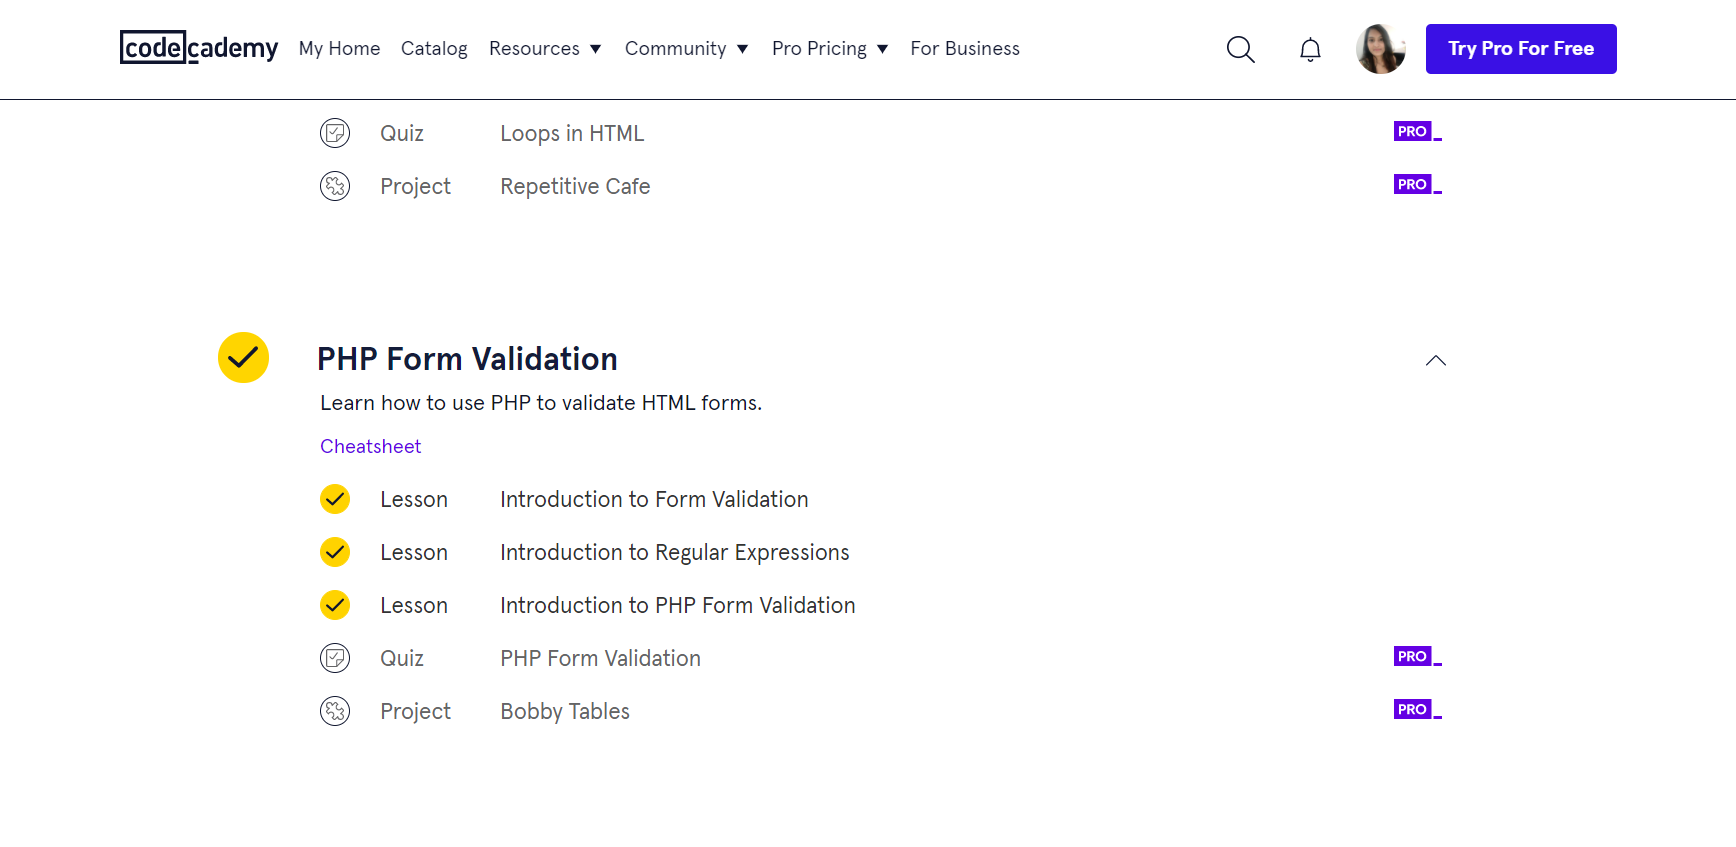 codecademy My Home Catalog Resources Community Pro Pricing For Business Try Pro For Free
Quiz Loops in HTML PRO
Project Repetitive Cafe PRO
PHP Form Validation
Learn how to use PHP to validate HTML forms.
Cheatsheet
Lesson Introduction to Form Validation
Lesson Introduction to Regular Expressions
Lesson Introduction to PHP Form Validation
Quiz PHP Form Validation PRO
Project Bobby Tables PRO